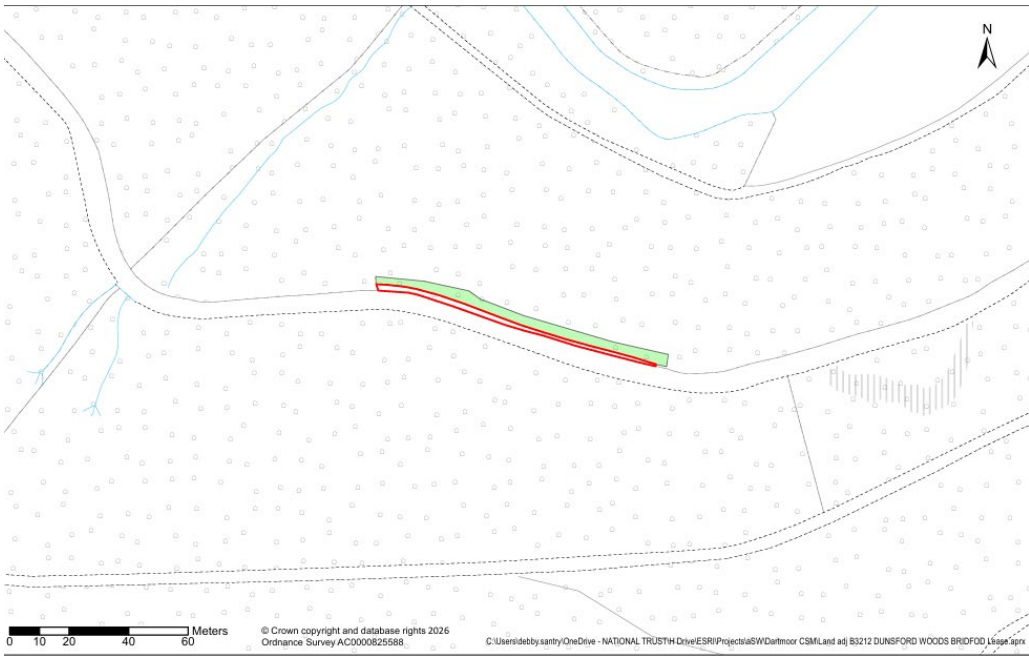 N
0 10 20 40 60 Meters
© Crown copyright and database rights 2026
Ordnance Survey AC0000825588
C:\Users\debby.santry\OneDrive - NATIONAL TRUST\H Drive\ESRI\Projects\aSW\Dartmoor CSM\Land adj B3212 DUNSFORD WOODS BRIDFOD Lease.aprx